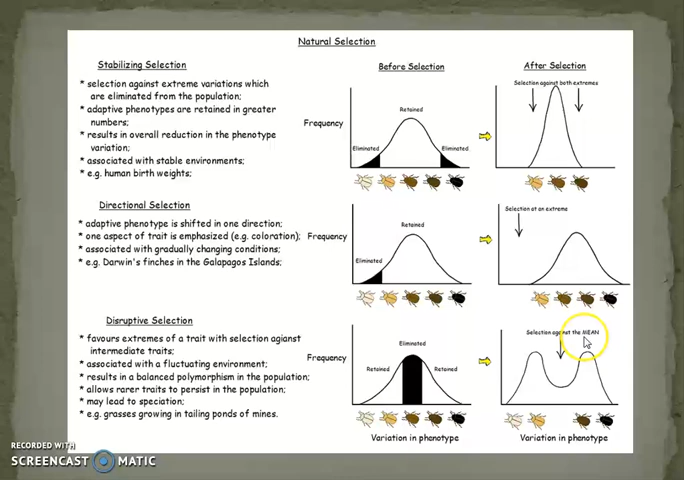 Natural Selection
Stabilizing Selection
* selection against extreme variations which
are eliminated from the population;
* adaptive phenotypes are retained in greater
numbers;
* results in overall reduction in the phenotype
variation;
* associated with stable environments;
* e.g. human birth weights;
Before Selection
After Selection
Frequency
Retained
Eliminated
Eliminated
Selection against both extremes
Directional Selection
* adaptive phenotype is shifted in one direction;
* one aspect of trait is emphasized (e.g. coloration);
* associated with gradually changing conditions;
* e.g. Darwin's finches in the Galapagos Islands;
Frequency
Retained
Eliminated
Selection at an extreme
Disruptive Selection
* favours extremes of a trait with selection agianst
intermediate traits;
* associated with a fluctuating environment;
* results in a balanced polymorphism in the population;
* allows rarer traits to persist in the population;
* may lead to speciation;
* e.g. grasses growing in tailing ponds of mines.
Frequency
Eliminated
Retained
Retained
Variation in phenotype
Selection against the MEAN
Variation in phenotype
RECORDED WITH
SCREENCAST MATIC